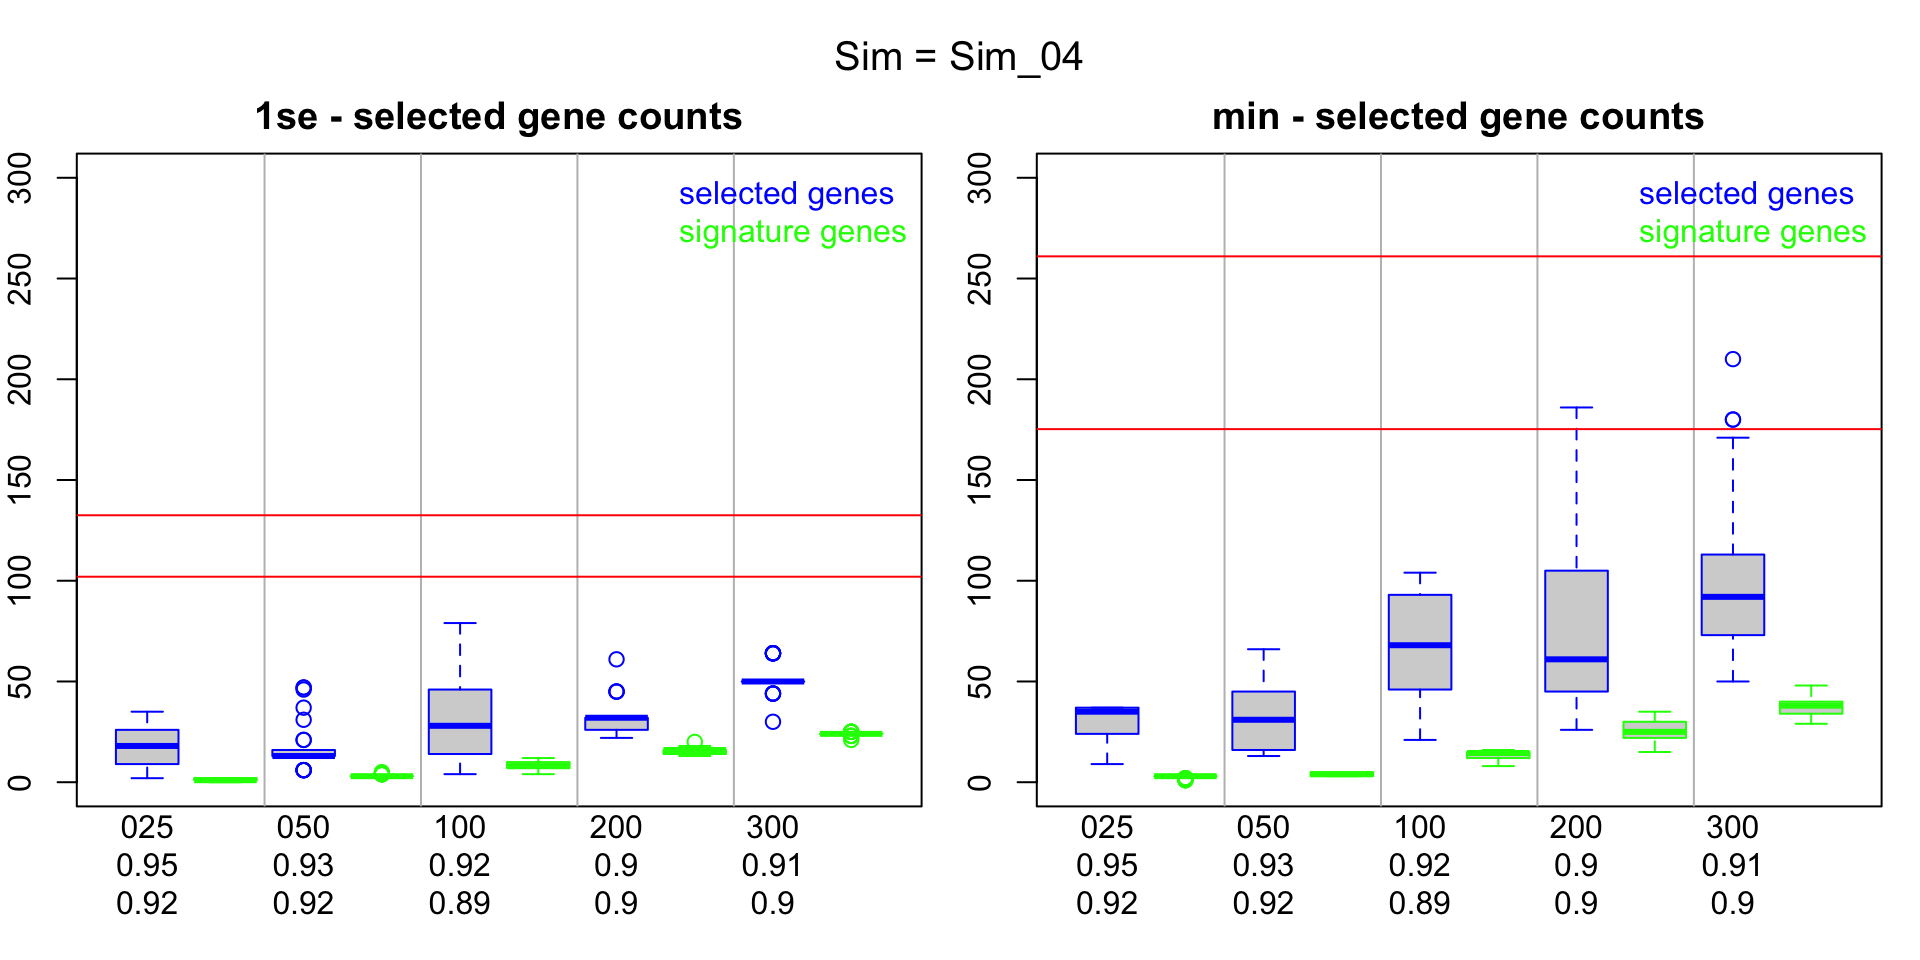 Sim = Sim_04
1se - selected gene counts
300
250
200
150
100
50
0
selected genes
signature genes
025 050 100 200 300
0.95 0.93 0.92 0.9 0.91
0.92 0.92 0.89 0.9 0.9
min - selected gene counts
300
250
200
150
100
50
0
selected genes
signature genes
025 050 100 200 300
0.95 0.93 0.92 0.9 0.91
0.92 0.92 0.89 0.9 0.9